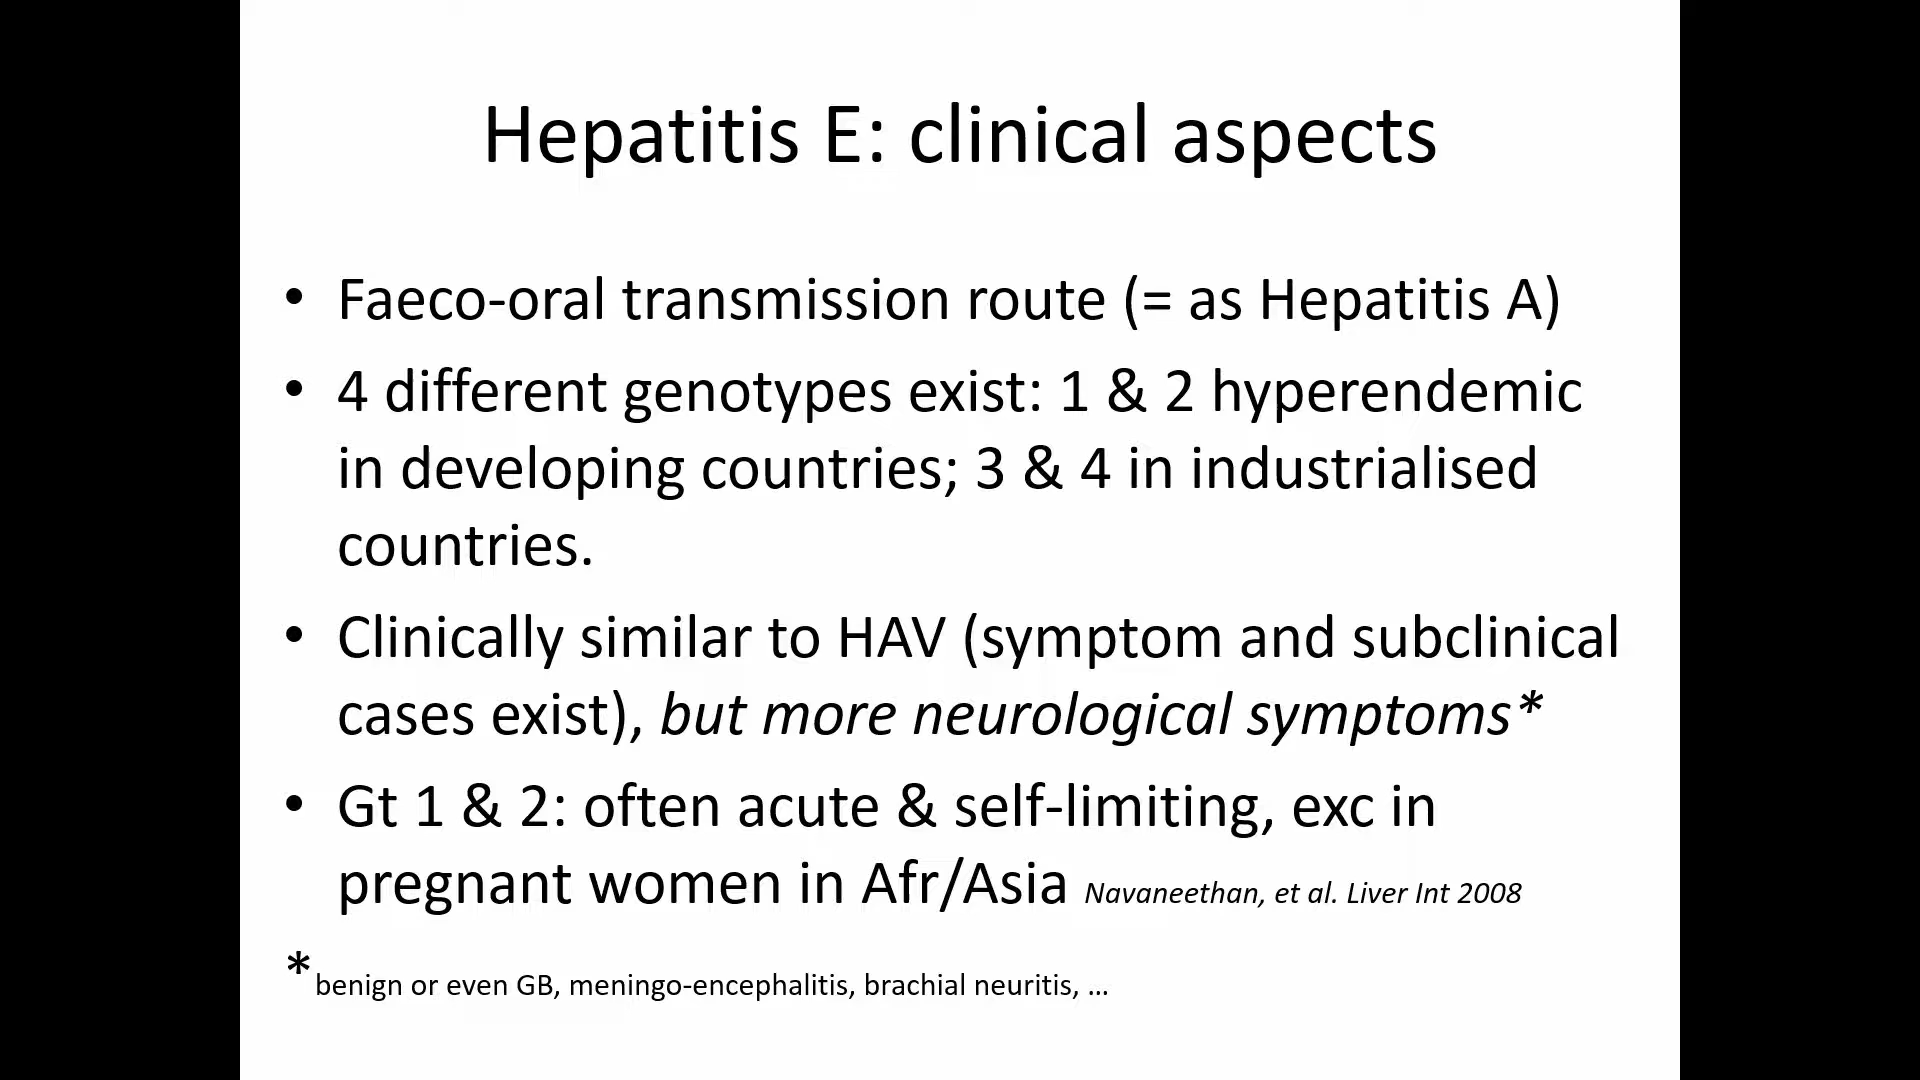 Hepatitis E: clinical aspects
• Faeco-oral transmission route (= as Hepatitis A)
• 4 different genotypes exist: 1 & 2 hyperendemic
in developing countries; 3 & 4 in industrialised
countries.
• Clinically similar to HAV (symptom and subclinical
cases exist), but more neurological symptoms*
• Gt 1 & 2: often acute & self-limiting, exc in
pregnant women in Afr/Asia Navaneethan, et al. Liver Int 2008
*benign or even GB, meningo-encephalitis, brachial neuritis, …